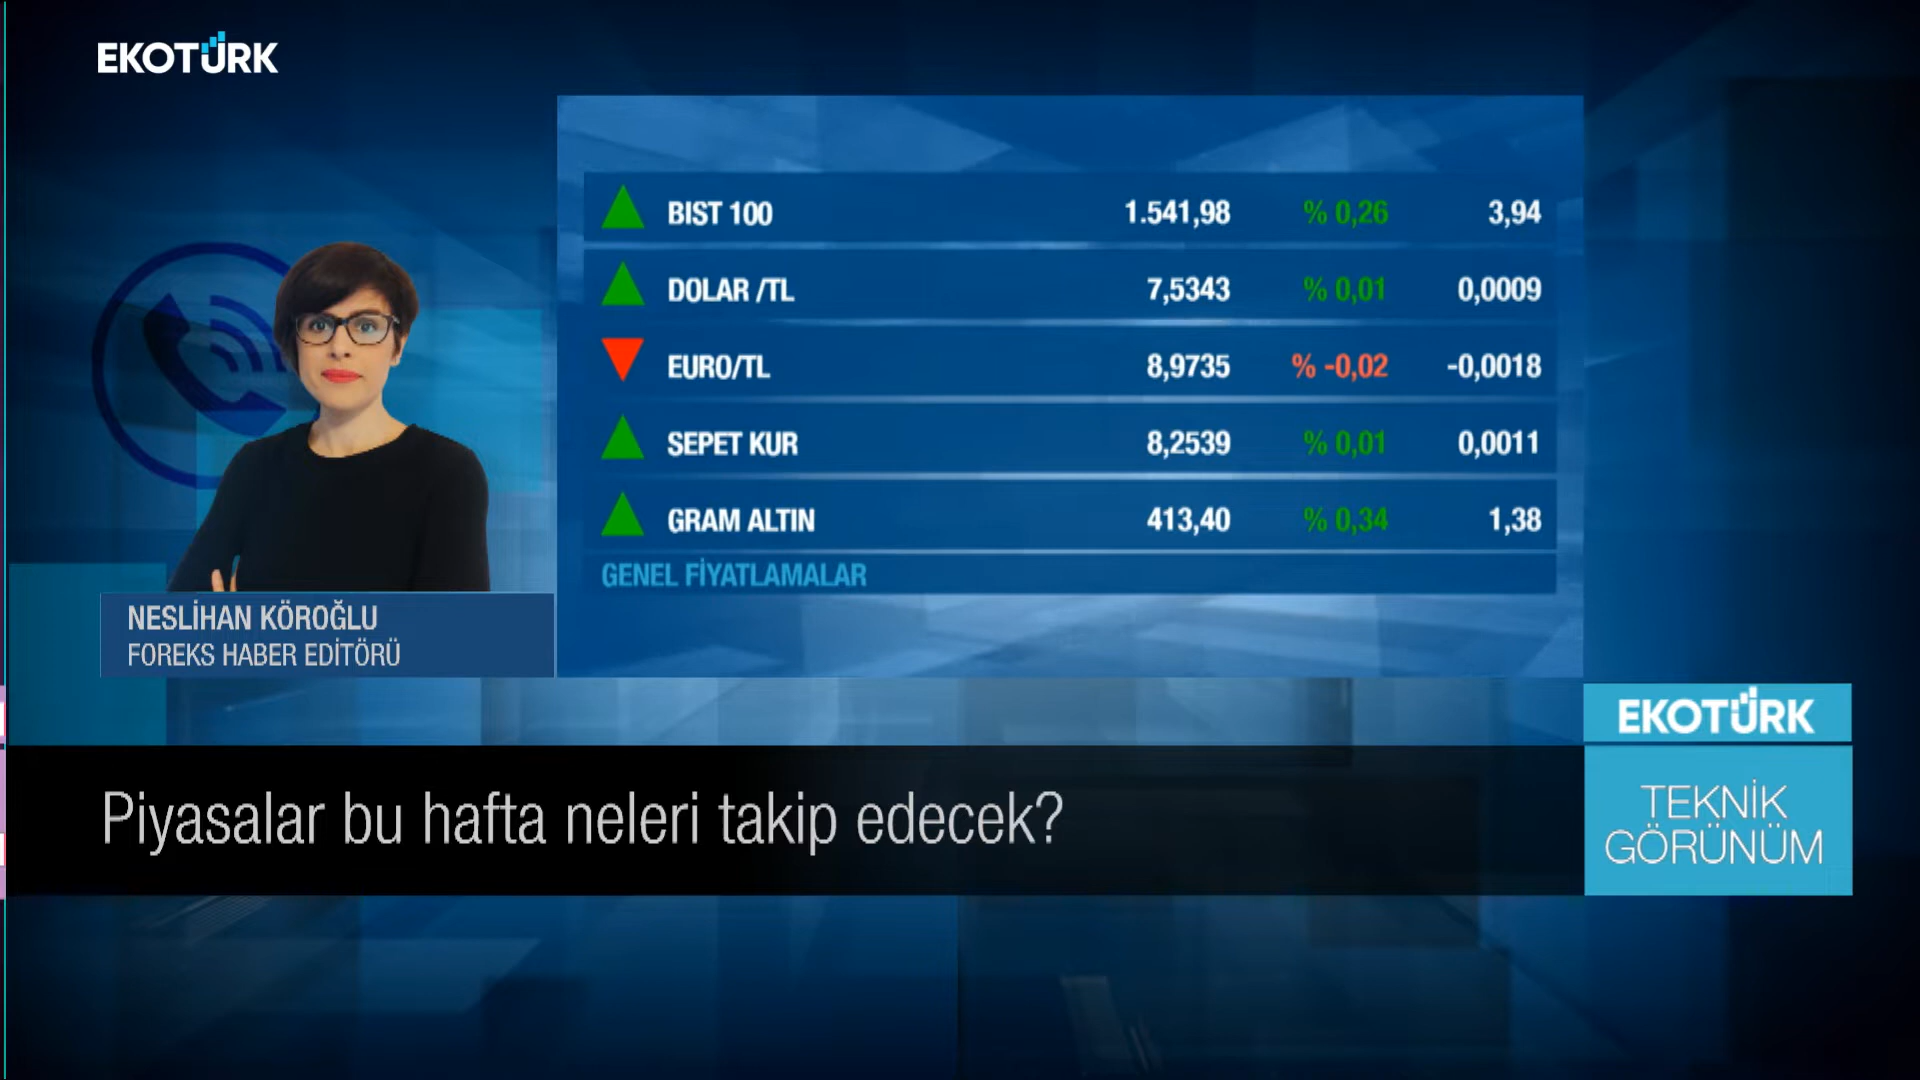 EKOTÜRK
BIST 100 1.541,98 % 0,26 3,94
DOLAR /TL 7,5343 % 0,01 0,0009
EURO/TL 8,9735 % -0,02 -0,0018
SEPET KUR 8,2539 % 0,01 0,0011
GRAM ALTIN 413,40 % 0,34 1,38
GENEL FİYATLAMALAR
NESLİHAN KÖROĞLU
FOREKS HABER EDİTÖRÜ
EKOTÜRK
Piyasalar bu hafta neleri takip edecek?
TEKNİK
GÖRÜNÜM